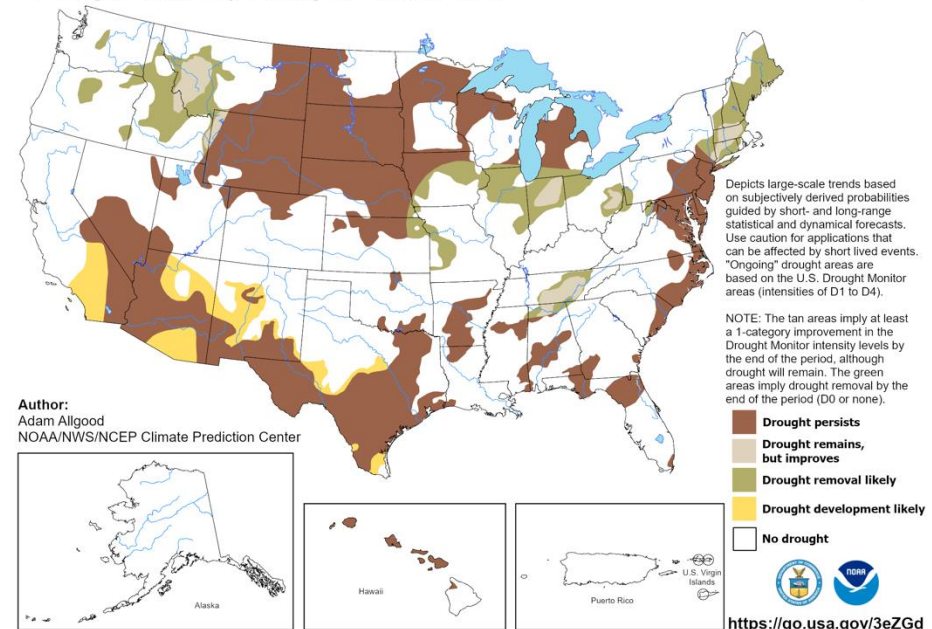 Depicts large-scale trends based
on subjectively derived probabilities
guided by short- and long-range
statistical and dynamical forecasts.
Use caution for applications that
can be affected by short lived events.
"Ongoing" drought areas are
based on the U.S. Drought Monitor
areas (intensities of D1 to D4).
NOTE: The tan areas imply at least
a 1-category improvement in the
Drought Monitor intensity levels by
the end of the period, although
drought will remain. The green
areas imply drought removal by the
end of the period (D0 or none).
Author:
Adam Allgood
NOAA/NWS/NCEP Climate Prediction Center
Drought persists
Drought remains,
but improves
Drought removal likely
Drought development likely
No drought
Alaska
Hawaii
Puerto Rico
U.S. Virgin
Islands
NOAA
https://go.usa.gov/3eZGd